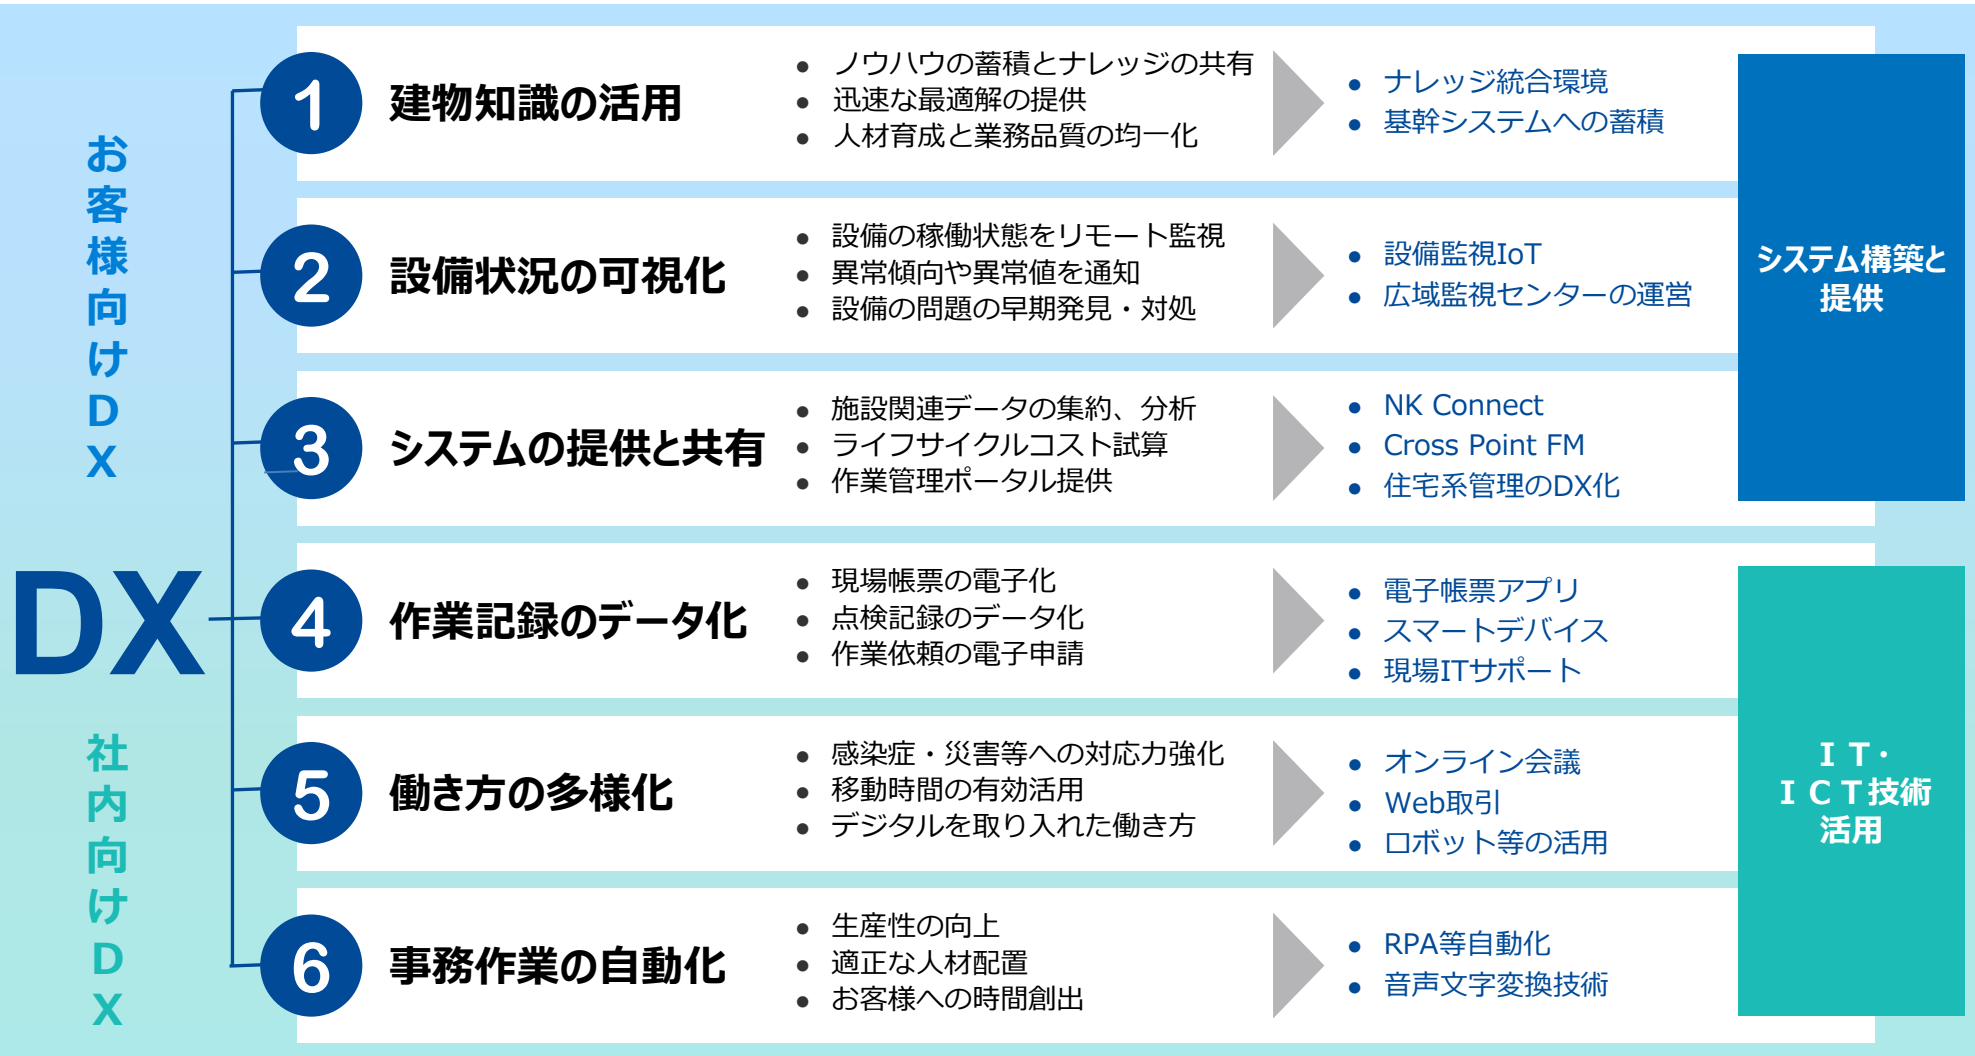 お客様向けDX
DX
社内向けDX
1
建物知識の活用
● ノウハウの蓄積とナレッジの共有
● 迅速な最適解の提供
● 人材育成と業務品質の均一化
● ナレッジ統合環境
● 基幹システムへの蓄積
2
設備状況の可視化
● 設備の稼働状態をリモート監視
● 異常傾向や異常値を通知
● 設備の問題の早期発見・対処
● 設備監視IoT
● 広域監視センターの運営
3
システムの提供と共有
● 施設関連データの集約、分析
● ライフサイクルコスト試算
● 作業管理ポータル提供
● NK Connect
● Cross Point FM
● 住宅系管理のDX化
システム構築と
提供
4
作業記録のデータ化
● 現場帳票の電子化
● 点検記録のデータ化
● 作業依頼の電子申請
● 電子帳票アプリ
● スマートデバイス
● 現場ITサポート
5
働き方の多様化
● 感染症・災害等への対応力強化
● 移動時間の有効活用
● デジタルを取り入れた働き方
● オンライン会議
● Web取引
● ロボット等の活用
6
事務作業の自動化
● 生産性の向上
● 適正な人材配置
● お客様への時間創出
● RPA等自動化
● 音声文字変換技術
ＩＴ・
ＩＣＴ技術
活用